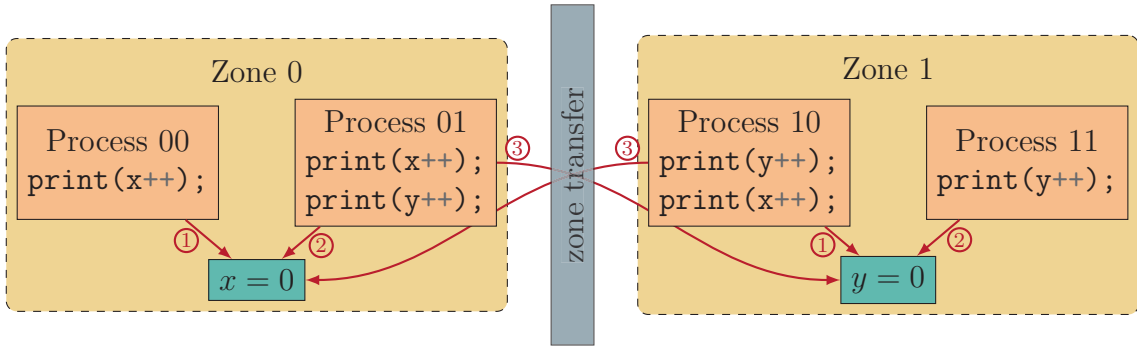 Zone 0
Process 00
print(x++);
Process 01
print(x++);
print(y++);
1
2
3
x = 0
zone transfer
Zone 1
Process 10
print(y++);
print(x++);
Process 11
print(y++);
3
1
2
y = 0